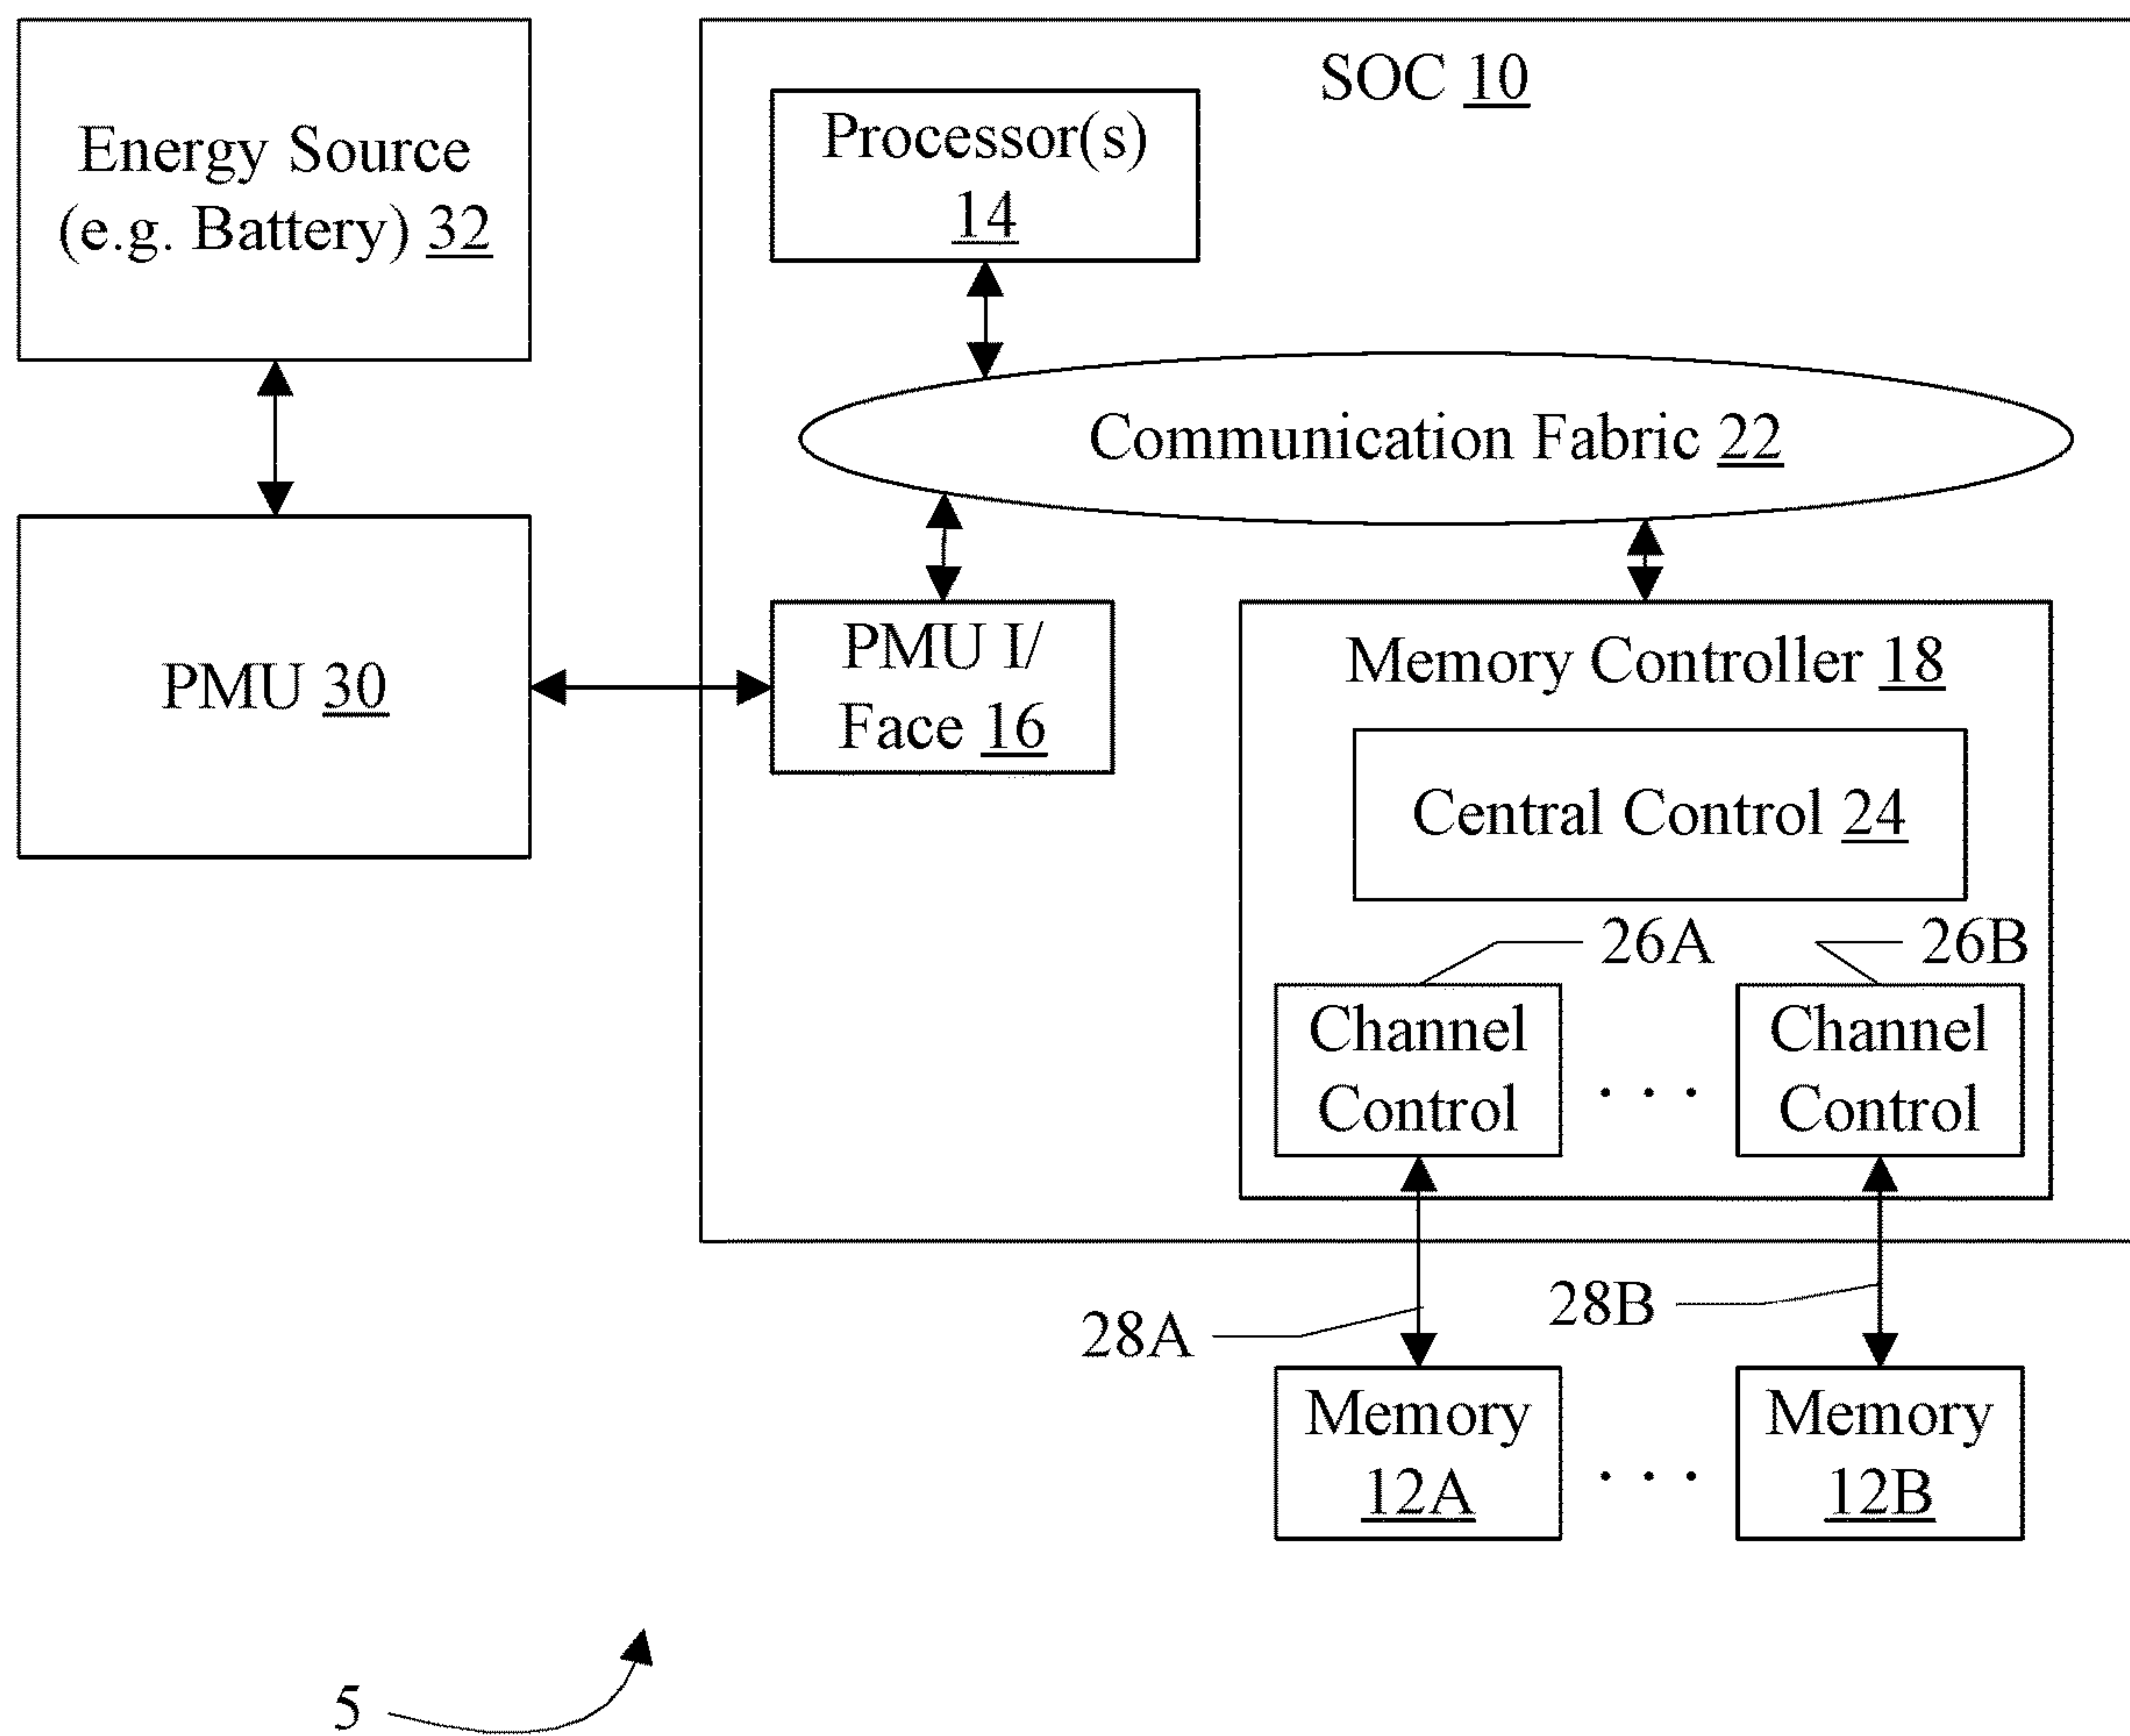 Energy Source
(e.g. Battery) 32
SOC 10
Processor(s)
14
Communication Fabric 22
PMU 30
PMU I/
Face 16
Memory Controller 18
Central Control 24
26A
26B
Channel
Control
. . .
Channel
Control
28A
28B
Memory
12A
. . .
Memory
12B
5